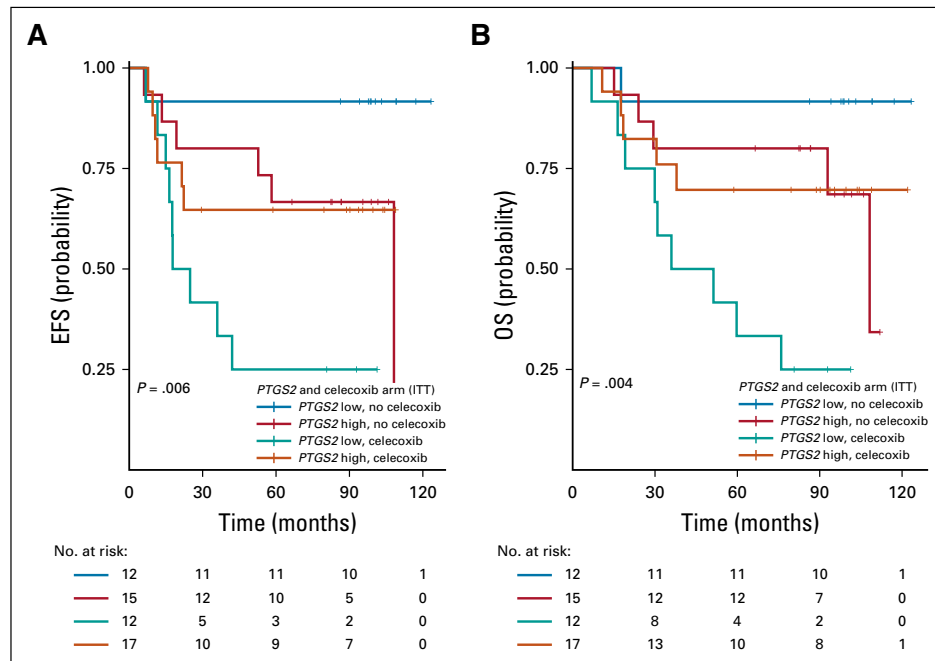 A
EFS (probability)
1.00
0.75
0.50
0.25
P = .006
PTGS2 and celecoxib arm (ITT)
PTGS2 low, no celecoxib
PTGS2 high, no celecoxib
PTGS2 low, celecoxib
PTGS2 high, celecoxib
0 30 60 90 120
Time (months)
No. at risk:
12 11 11 10 1
15 12 10 5 0
12 5 3 2 0
17 10 9 7 0
B
OS (probability)
1.00
0.75
0.50
0.25
P = .004
PTGS2 and celecoxib arm (ITT)
PTGS2 low, no celecoxib
PTGS2 high, no celecoxib
PTGS2 low, celecoxib
PTGS2 high, celecoxib
0 30 60 90 120
Time (months)
No. at risk:
12 11 11 10 1
15 12 12 7 0
12 8 4 2 0
17 13 10 8 1